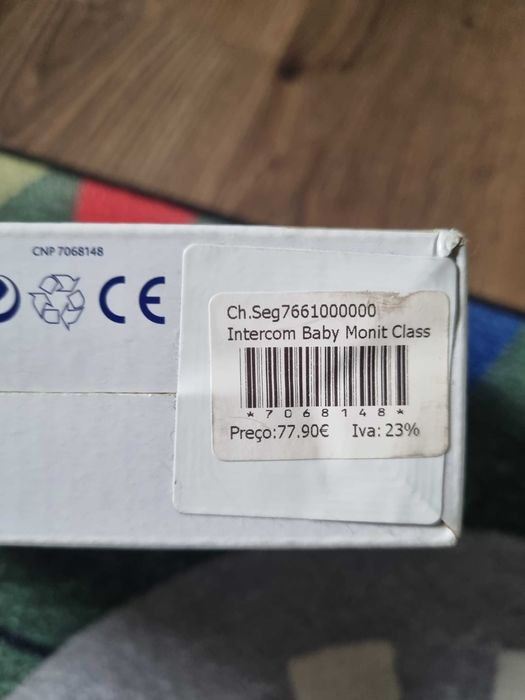 CNP 7068148
CE
Ch.Seg7661000000
Intercom Baby Monit Class
*7068148*
Preço:77.90€ Iva: 23%